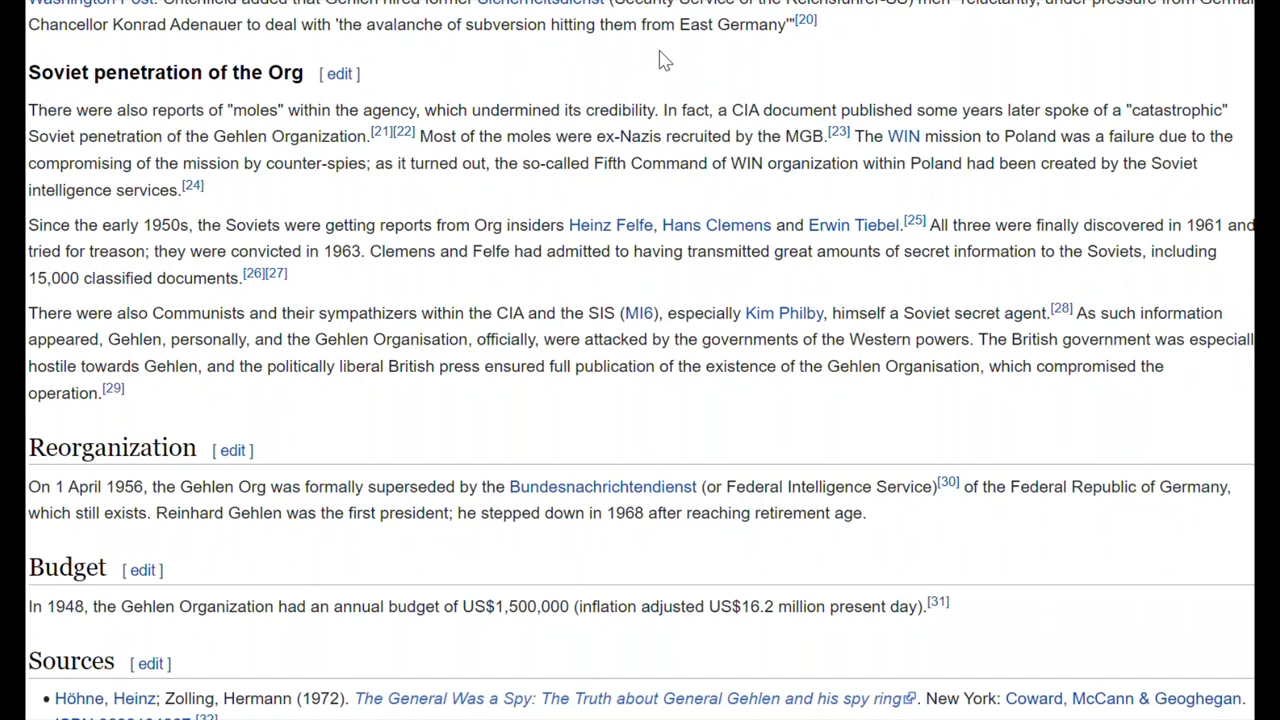 Chancellor Konrad Adenauer to deal with 'the avalanche of subversion hitting them from East Germany'"[20]
Soviet penetration of the Org [ edit ]
There were also reports of "moles" within the agency, which undermined its credibility. In fact, a CIA document published some years later spoke of a "catastrophic"
Soviet penetration of the Gehlen Organization.[21][22] Most of the moles were ex-Nazis recruited by the MGB.[23] The WIN mission to Poland was a failure due to the
compromising of the mission by counter-spies; as it turned out, the so-called Fifth Command of WIN organization within Poland had been created by the Soviet
intelligence services.[24]
Since the early 1950s, the Soviets were getting reports from Org insiders Heinz Felfe, Hans Clemens and Erwin Tiebel.[25] All three were finally discovered in 1961 and
tried for treason; they were convicted in 1963. Clemens and Felfe had admitted to having transmitted great amounts of secret information to the Soviets, including
15,000 classified documents.[26][27]
There were also Communists and their sympathizers within the CIA and the SIS (MI6), especially Kim Philby, himself a Soviet secret agent.[28] As such information
appeared, Gehlen, personally, and the Gehlen Organisation, officially, were attacked by the governments of the Western powers. The British government was especiall
hostile towards Gehlen, and the politically liberal British press ensured full publication of the existence of the Gehlen Organisation, which compromised the
operation.[29]
Reorganization [ edit ]
On 1 April 1956, the Gehlen Org was formally superseded by the Bundesnachrichtendienst (or Federal Intelligence Service)[30] of the Federal Republic of Germany,
which still exists. Reinhard Gehlen was the first president; he stepped down in 1968 after reaching retirement age.
Budget [ edit ]
In 1948, the Gehlen Organization had an annual budget of US$1,500,000 (inflation adjusted US$16.2 million present day).[31]
Sources [ edit ]
• Höhne, Heinz; Zolling, Hermann (1972). The General Was a Spy: The Truth about General Gehlen and his spy ring. New York: Coward, McCann & Geoghegan.
[32]